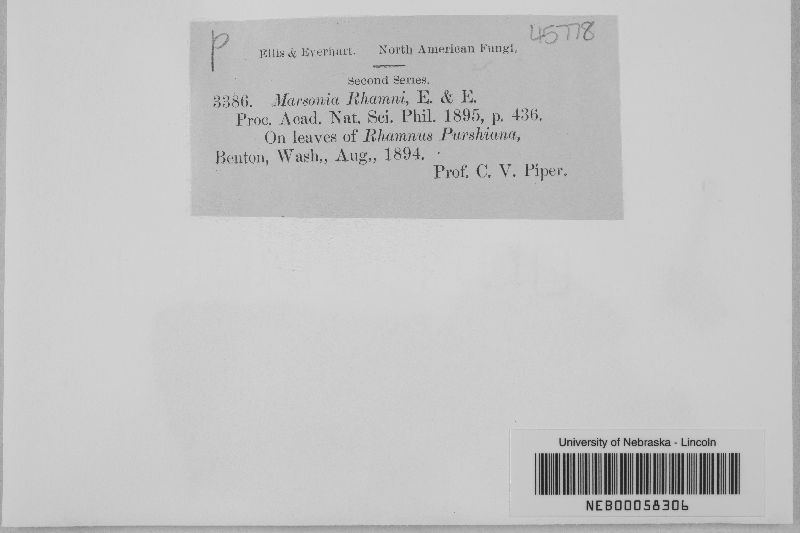 P 45778
Ellis & Everhart. North American Fungi,
Second Series.
3386. Marsonia Rhamni, E. & E.
Proc. Acad. Nat. Sci. Phil. 1895, p. 436.
On leaves of Rhamnus Purshiana,
Benton, Wash., Aug., 1894.
Prof. C. V. Piper.
University of Nebraska - Lincoln
NEB00058306